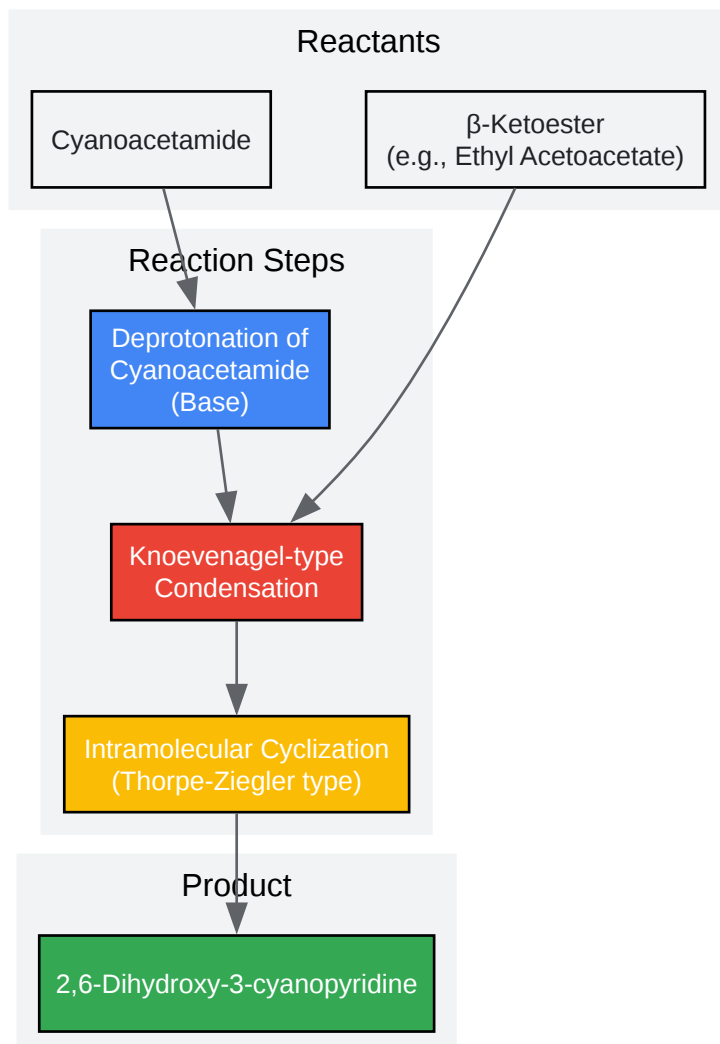 Reactants
Cyanoacetamide
β-Ketoester
(e.g., Ethyl Acetoacetate)
Reaction Steps
Deprotonation of
Cyanoacetamide
(Base)
Knoevenagel-type
Condensation
Intramolecular Cyclization
(Thorpe-Ziegler type)
Product
2,6-Dihydroxy-3-cyanopyridine